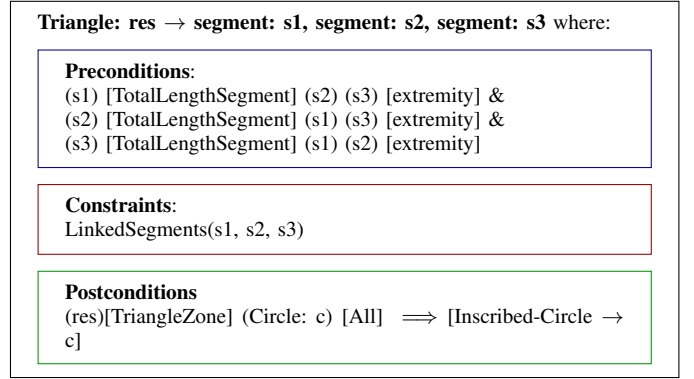 Triangle: res → segment: s1, segment: s2, segment: s3 where:
Preconditions:
(s1) [TotalLengthSegment] (s2) (s3) [extremity] &
(s2) [TotalLengthSegment] (s1) (s3) [extremity] &
(s3) [TotalLengthSegment] (s1) (s2) [extremity]
Constraints:
LinkedSegments(s1, s2, s3)
Postconditions
(res)[TriangleZone] (Circle: c) [All] ⟹ [Inscribed-Circle →
c]